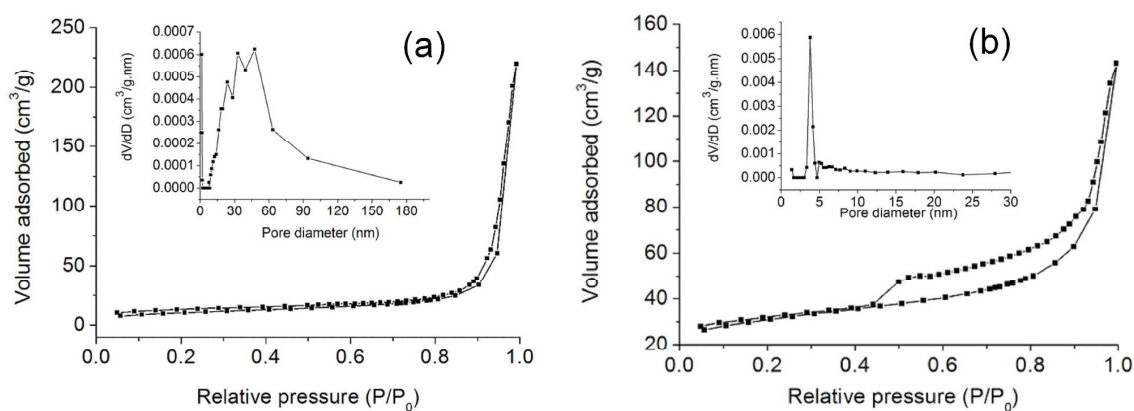 (a)
Volume adsorbed (cm³/g)
250
200
150
100
50
0
0.0 0.2 0.4 0.6 0.8 1.0
Relative pressure (P/P₀)
dV/dD (cm³/g.nm)
0.0007
0.0006
0.0005
0.0004
0.0003
0.0002
0.0001
0.0000
0 30 60 90 120 150 180
Pore diameter (nm)
(b)
Volume adsorbed (cm³/g)
160
140
120
100
80
60
40
20
0.0 0.2 0.4 0.6 0.8 1.0
Relative pressure (P/P₀)
dV/dD (cm³/g.nm)
0.006
0.005
0.004
0.003
0.002
0.001
0.000
0 5 10 15 20 25 30
Pore diameter (nm)